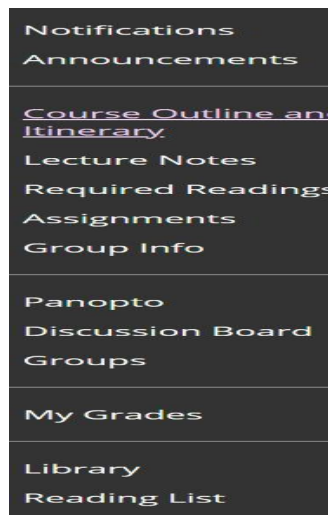 Notifications
Announcements
Course Outline an
Itinerary
Lecture Notes
Required Readings
Assignments
Group Info
Panopto
Discussion Board
Groups
My Grades
Library
Reading List